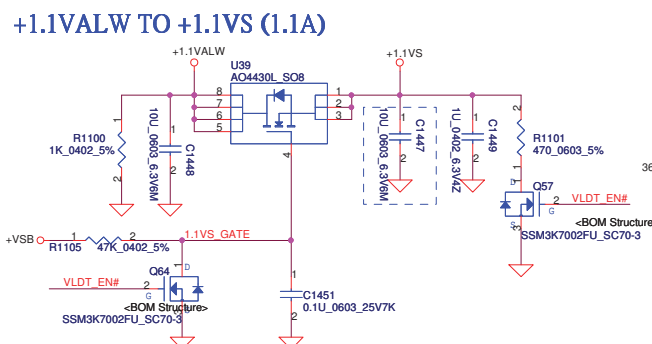 +1.1VALW TO +1.1VS (1.1A)
+1.1VALW
+1.1VS
U39
AO4430L_SO8
8
7
6
5
1
2
3
4
1
R1100
1K_0402_5%
2
10U_0603_6.3V6M
1
2
C1448
10U_0603_6.3V6M
1
2
C1447
1U_0402_6.3V4Z
1
2
C1449
2
R1101
470_0603_5%
1
36
1
D
Q57
2
G
VLDT_EN#
S
3
<BOM Structure
SSM3K7002FU_SC70-3
+VSB
1
2
R1105
47K_0402_5%
1.1VS_GATE
VLDT_EN#
Q64
1
D
2
G
<BOM Structure>
SSM3K7002FU_SC70-3
1
C1451
0.1U_0603_25V7K
2